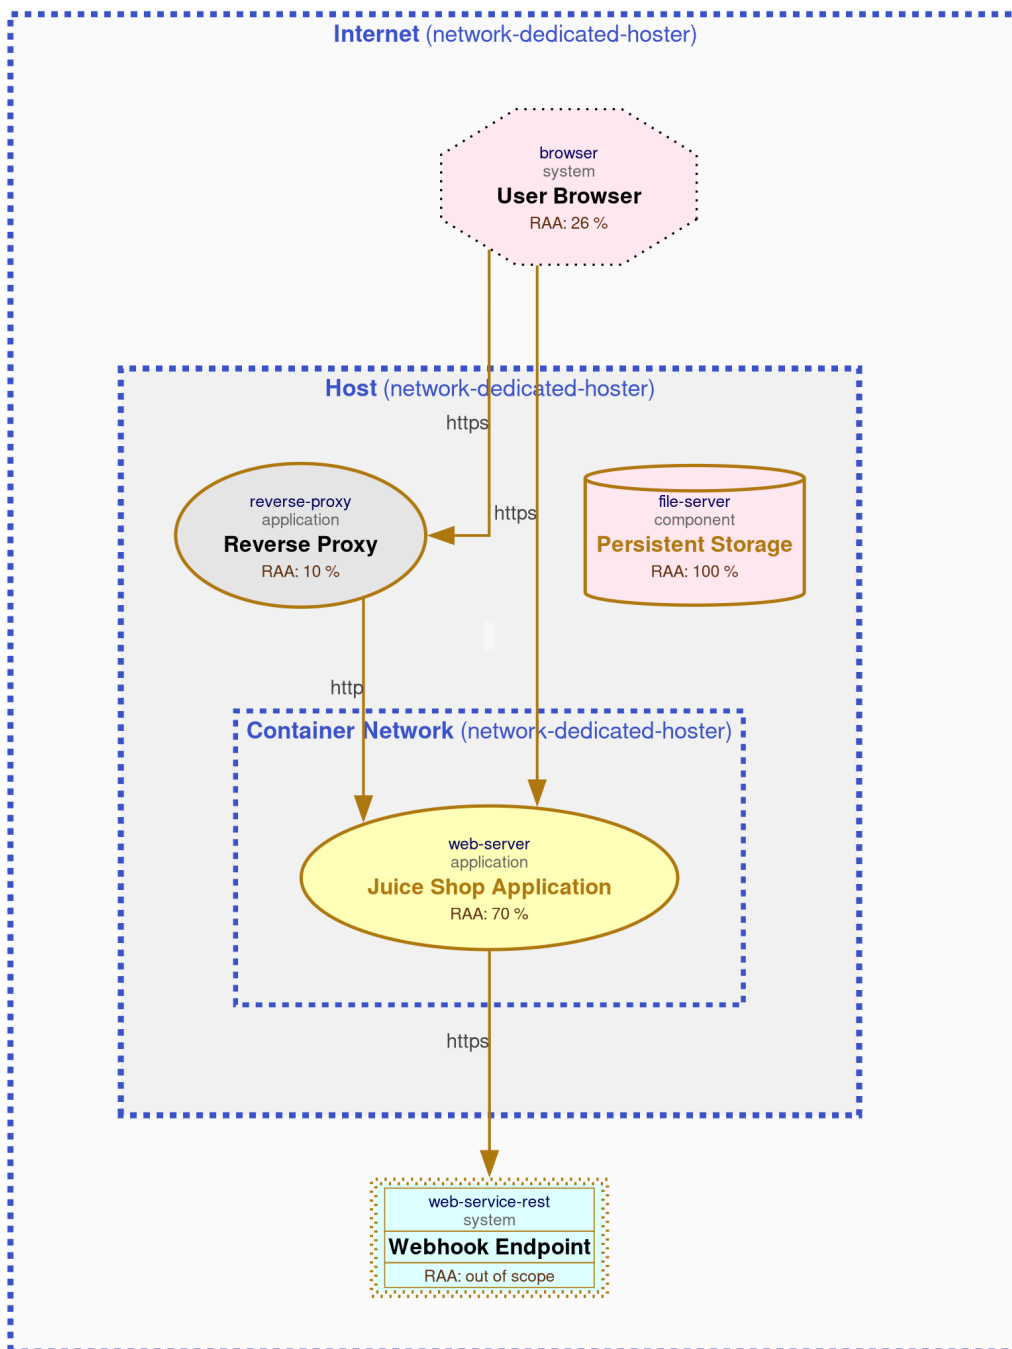 Internet (network-dedicated-hoster)
browser
system
User Browser
RAA: 26 %
Host (network-dedicated-hoster)
https
https
reverse-proxy
application
Reverse Proxy
RAA: 10 %
file-server
component
Persistent Storage
RAA: 100 %
http
Container Network (network-dedicated-hoster)
web-server
application
Juice Shop Application
RAA: 70 %
https
web-service-rest
system
Webhook Endpoint
RAA: out of scope